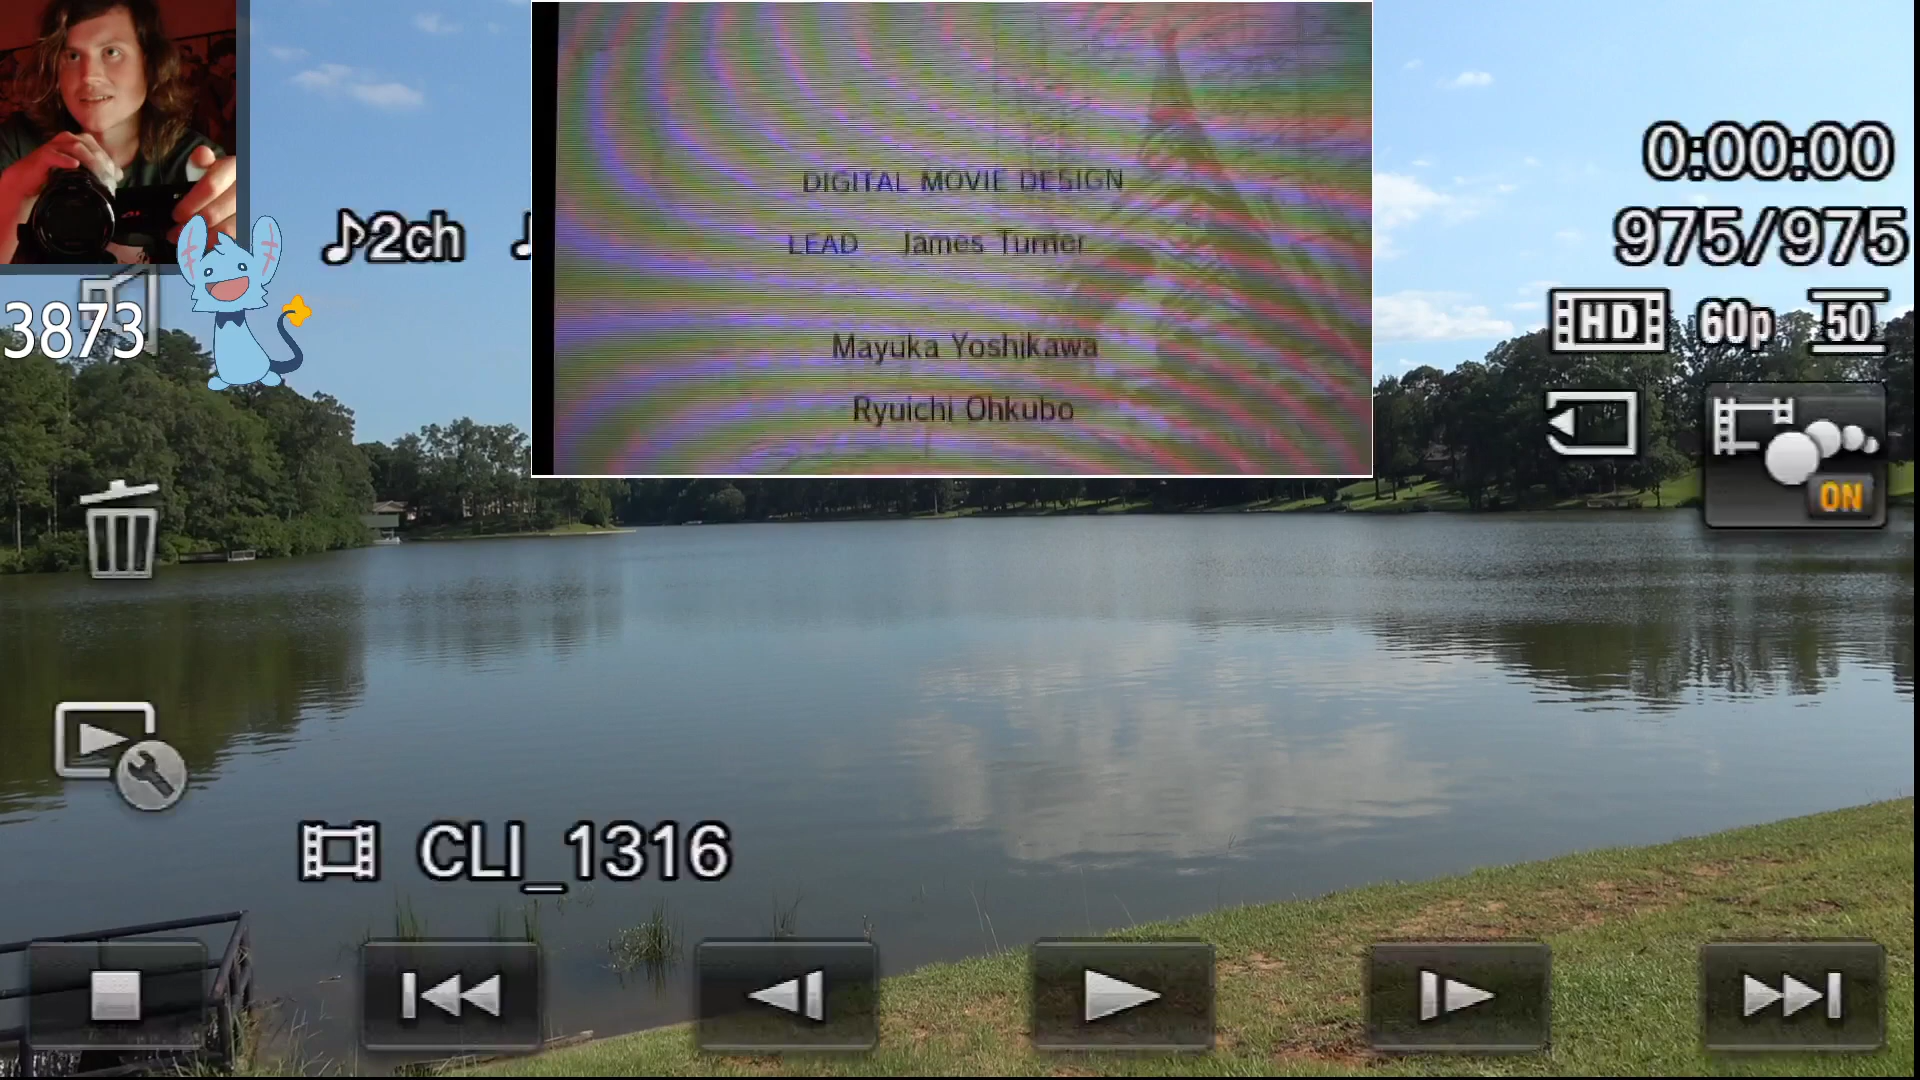 DIGITAL MOVIE DESIGN
LEAD James Turner
Mayuka Yoshikawa
Ryuichi Ohkubo
0:00:00
975/975
♪2ch
HD 60p 50
3873
ON
CLI_1316